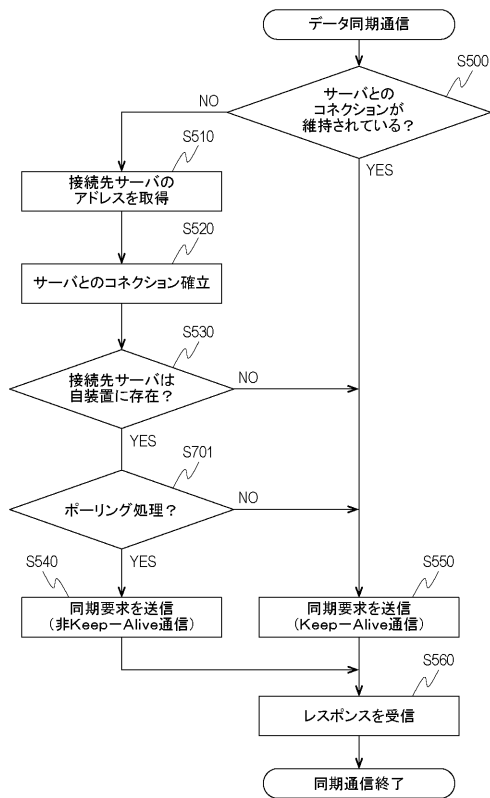 データ同期通信
S500
サーバとの
コネクションが
維持されている?
NO
YES
S510
接続先サーバの
アドレスを取得
S520
サーバとのコネクション確立
S530
接続先サーバは
自装置に存在?
NO
YES
S701
ポーリング処理?
NO
YES
S540
同期要求を送信
(非Keep-Alive通信)
S550
同期要求を送信
(Keep-Alive通信)
S560
レスポンスを受信
同期通信終了